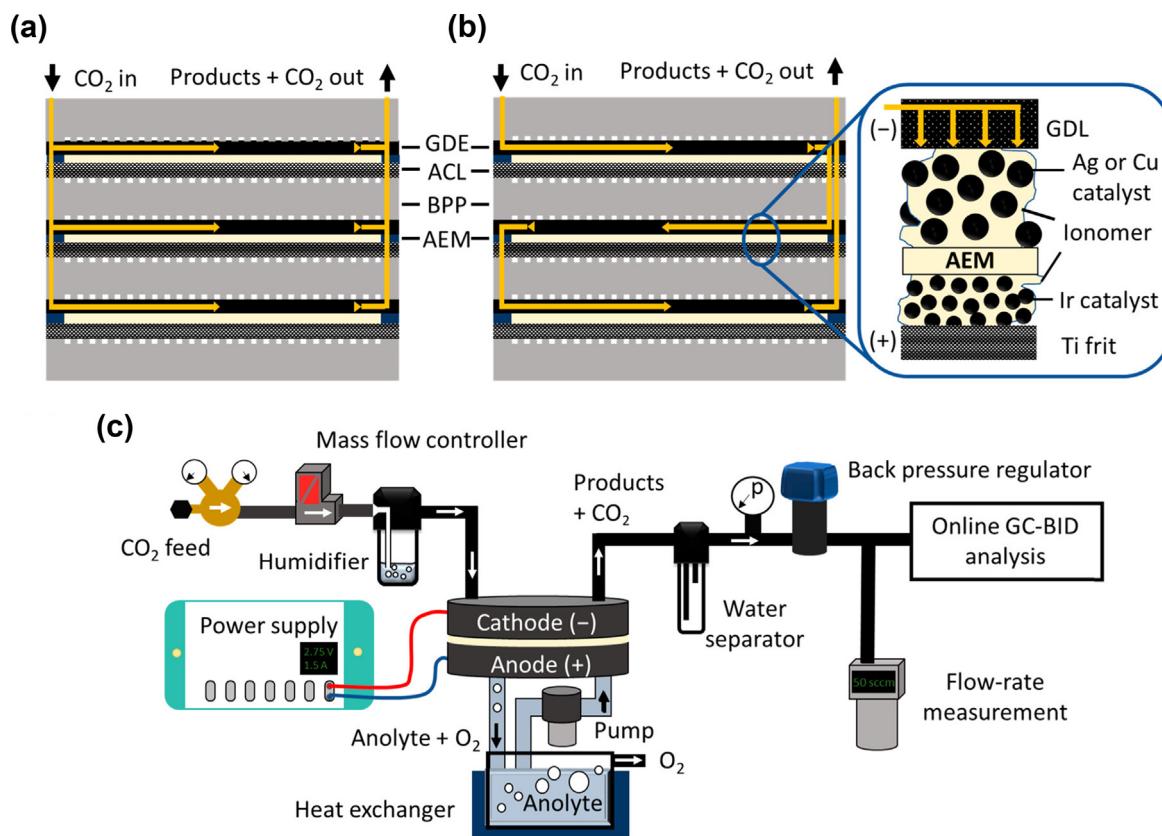 (a)
CO₂ in
Products + CO₂ out
GDE
ACL
BPP
AEM
(b)
CO₂ in
Products + CO₂ out
(−)
GDL
Ag or Cu
catalyst
Ionomer
AEM
Ir catalyst
(+)
Ti frit
(c)
Mass flow controller
CO₂ feed
Humidifier
Products
+ CO₂
p
Back pressure regulator
Online GC-BID
analysis
Water
separator
Power supply
2.75 V
1.5 A
Cathode (−)
Anode (+)
50 sccm
Flow-rate
measurement
Anolyte + O₂
Pump
O₂
Heat exchanger
Anolyte